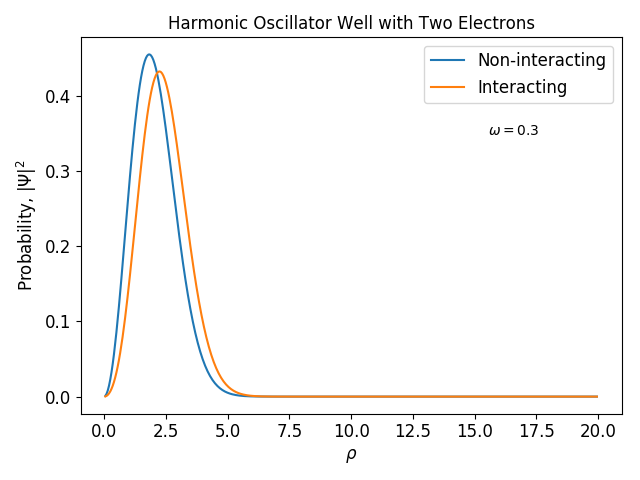 Harmonic Oscillator Well with Two Electrons
Non-interacting
Interacting
ω = 0.3
Probability, |Ψ|²
0.4
0.3
0.2
0.1
0.0
0.0 2.5 5.0 7.5 10.0 12.5 15.0 17.5 20.0
ρ